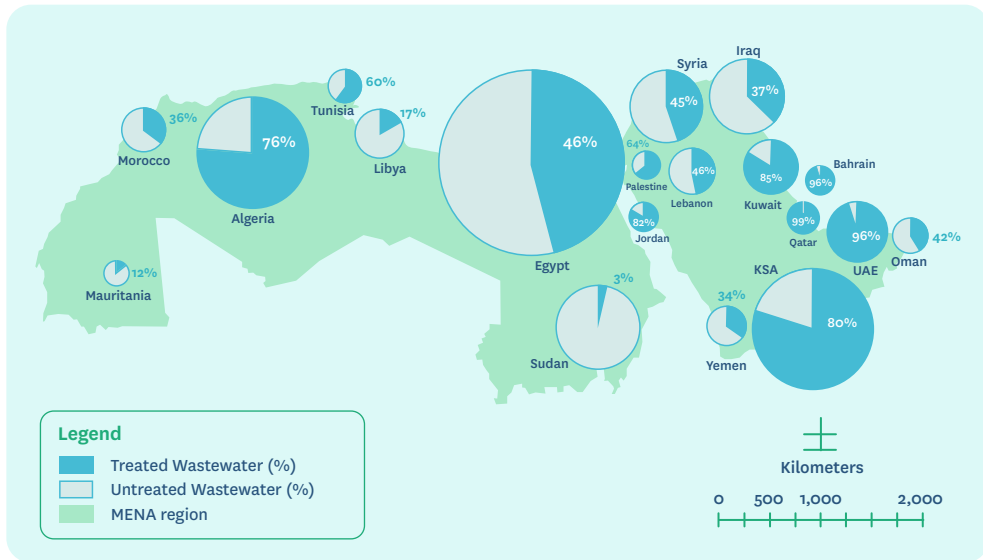 Iraq
Syria
60%
Tunisia
37%
45%
36%
17%
Morocco
76%
Libya
46%
64%
Palestine
46%
Lebanon
85%
Kuwait
96%
Bahrain
Algeria
82%
Jordan
99%
Qatar
96%
UAE
42%
Oman
12%
Mauritania
Egypt
3%
Sudan
KSA
80%
34%
Yemen
Legend
Treated Wastewater (%)
Untreated Wastewater (%)
MENA region
Kilometers
0 500 1,000 2,000